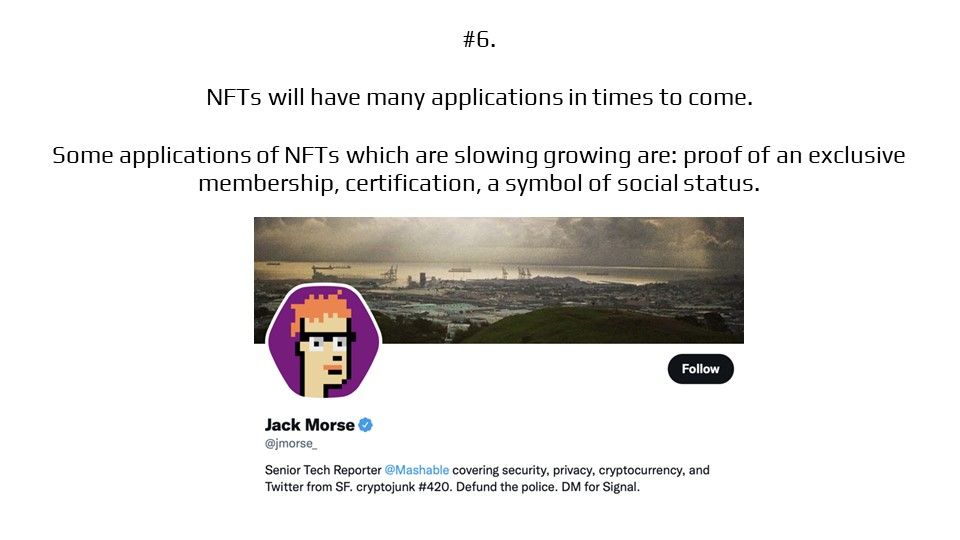 #6.
NFTs will have many applications in times to come.
Some applications of NFTs which are slowing growing are: proof of an exclusive
membership, certification, a symbol of social status.
Follow
Jack Morse
@jmorse_
Senior Tech Reporter @Mashable covering security, privacy, cryptocurrency, and
Twitter from SF. cryptojunk #420. Defund the police. DM for Signal.